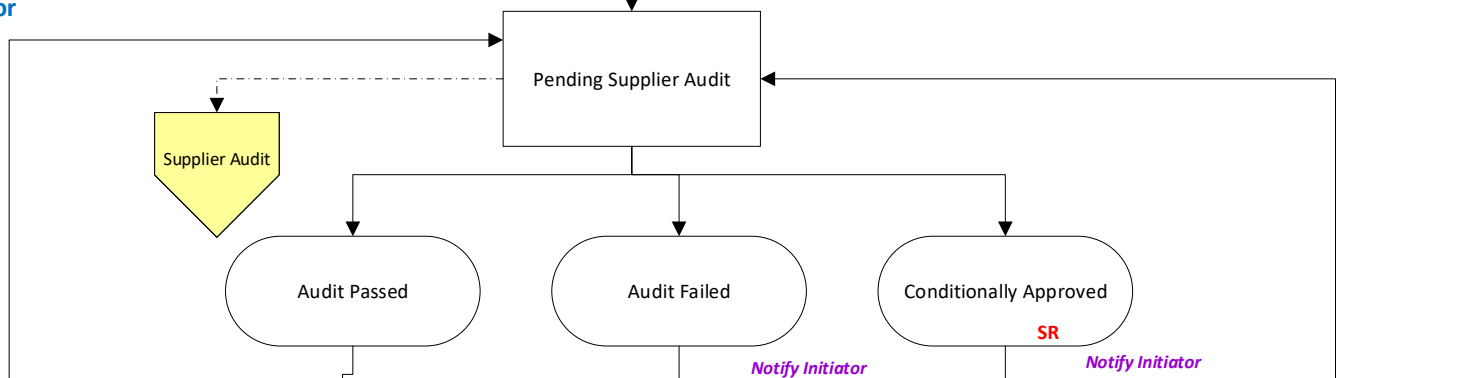 or
Pending Supplier Audit
Supplier Audit
Audit Passed
Audit Failed
Conditionally Approved
SR
Notify Initiator
Notify Initiator